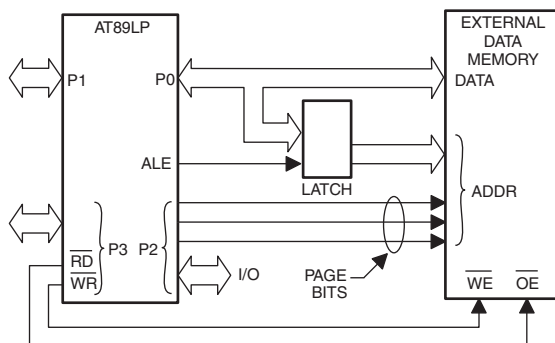 AT89LP
EXTERNAL
DATA
MEMORY
P1
P0
DATA
ALE
LATCH
ADDR
P3
P2
RD
WR
I/O
PAGE
BITS
WE
OE